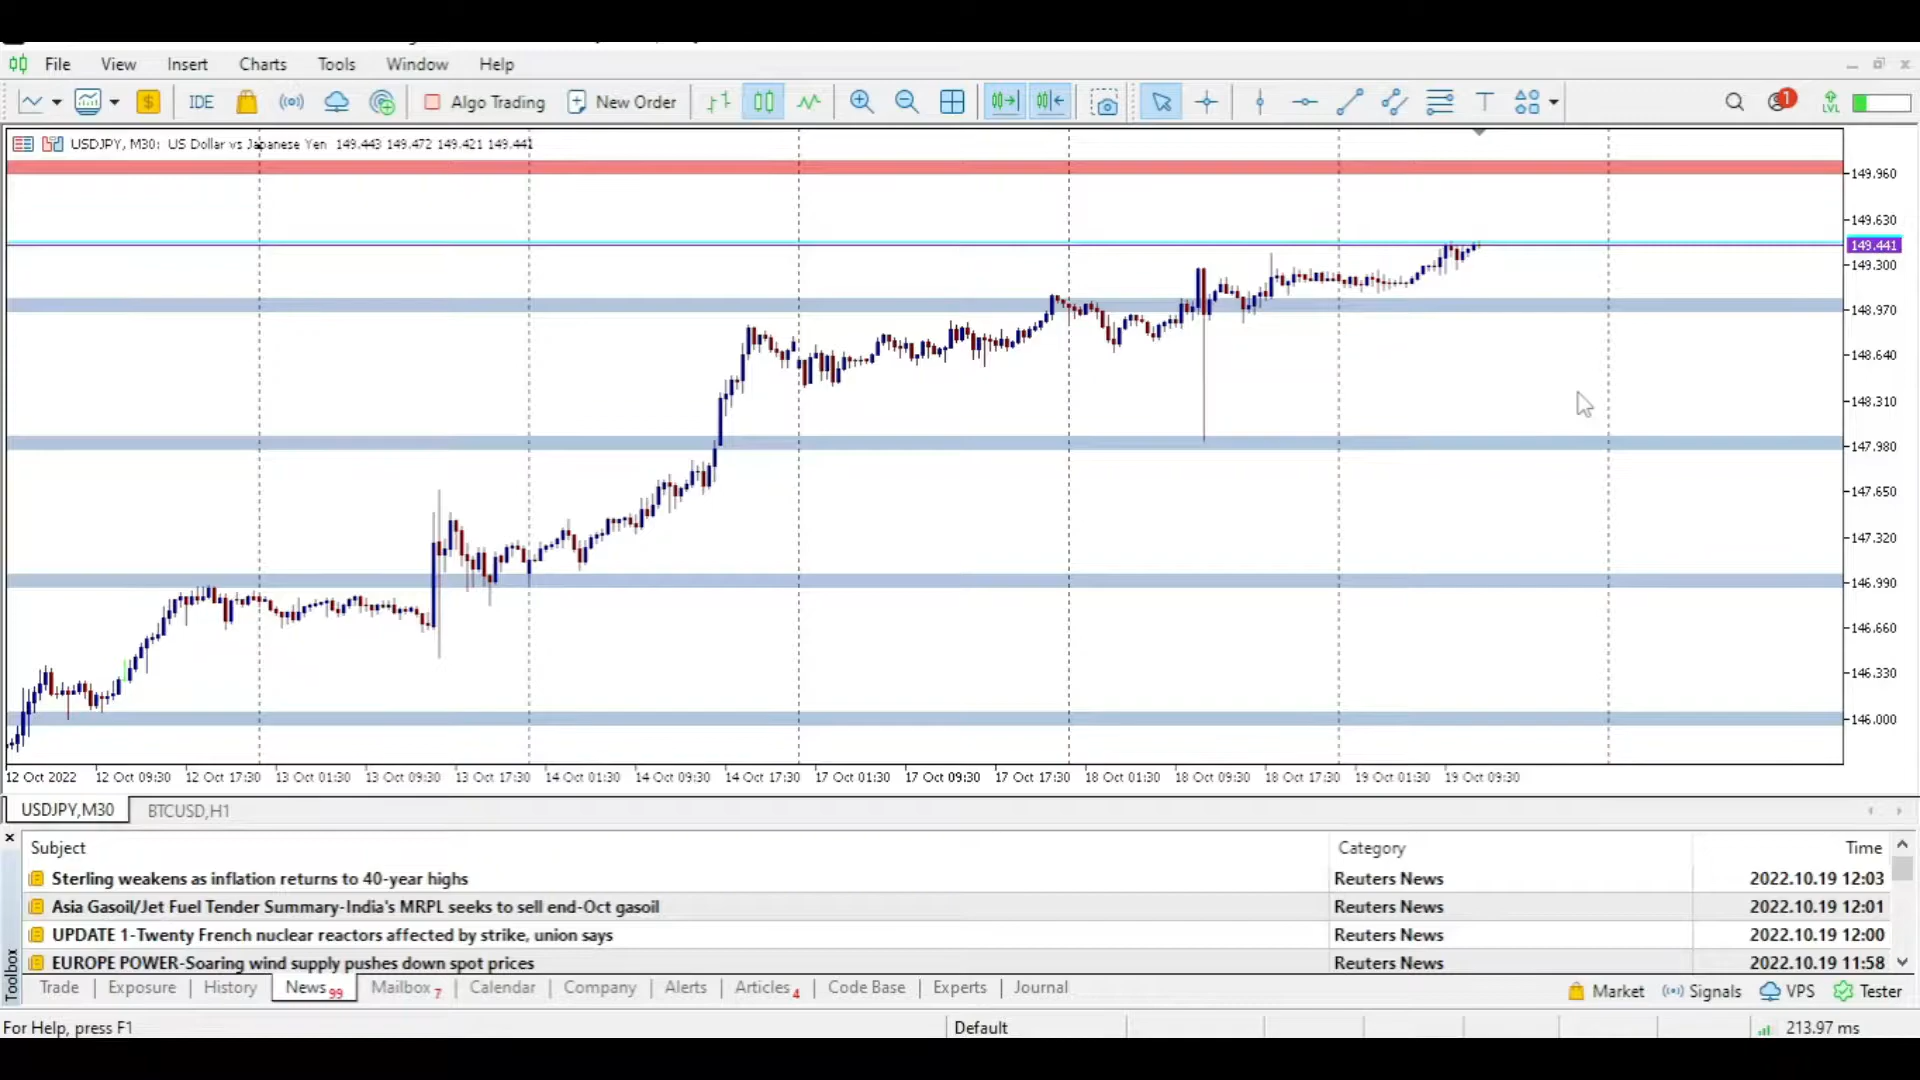 File View Insert Charts Tools Window Help
IDE Algo Trading New Order T 1 LVL
USDJPY, M30: US Dollar vs Japanese Yen 149.443 149.472 149.421 149.441
149.960
149.630
149.441
149.300
148.970
148.640
148.310
147.980
147.650
147.320
146.990
146.660
146.330
146.000
12 Oct 2022 12 Oct 09:30 12 Oct 17:30 13 Oct 01:30 13 Oct 09:30 13 Oct 17:30 14 Oct 01:30 14 Oct 09:30 14 Oct 17:30 17 Oct 01:30 17 Oct 09:30 17 Oct 17:30 18 Oct 01:30 18 Oct 09:30 18 Oct 17:30 19 Oct 01:30 19 Oct 09:30
USDJPY,M30 BTCUSD,H1
Subject Category Time
Sterling weakens as inflation returns to 40-year highs Reuters News 2022.10.19 12:03
Asia Gasoil/Jet Fuel Tender Summary-India's MRPL seeks to sell end-Oct gasoil Reuters News 2022.10.19 12:01
UPDATE 1-Twenty French nuclear reactors affected by strike, union says Reuters News 2022.10.19 12:00
EUROPE POWER-Soaring wind supply pushes down spot prices Reuters News 2022.10.19 11:58
Toolbox
Trade Exposure History News 99 Mailbox 7 Calendar Company Alerts Articles 4 Code Base Experts Journal Market Signals VPS Tester
For Help, press F1 Default 213.97 ms